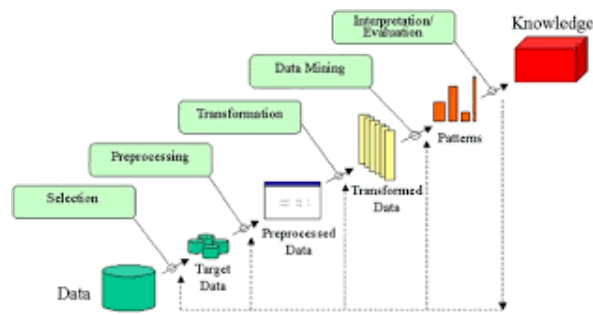 Interpretation/
Evaluation
Knowledge
Data Mining
Transformation
Patterns
Preprocessing
Transformed
Data
Selection
Preprocessed
Data
Target
Data
Data